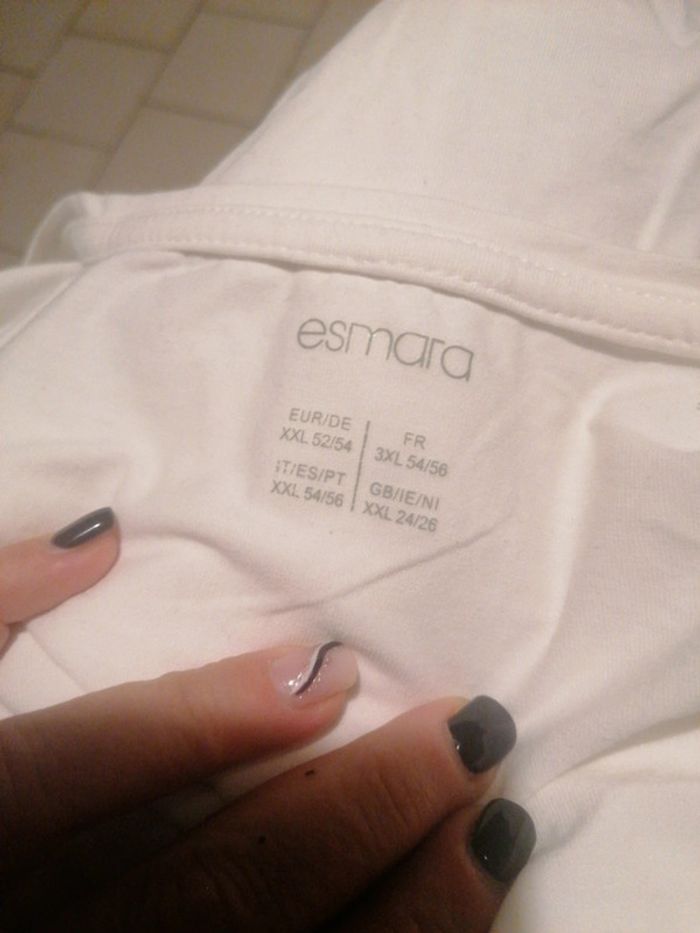 esmara
EUR/DE
XXL 52/54
IT/ES/PT
XXL 54/56
FR
3XL 54/56
GB/IE/NI
XXL 24/26